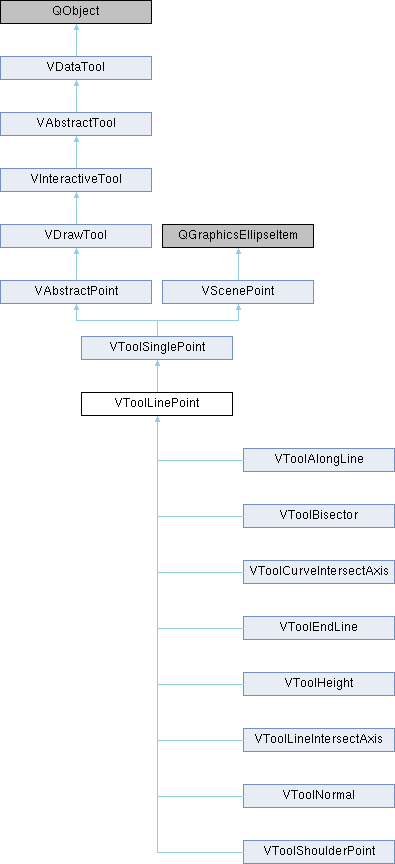 QObject
VDataTool
VAbstractTool
VInteractiveTool
VDrawTool
QGraphicsEllipseItem
VAbstractPoint
VScenePoint
VToolSinglePoint
VToolLinePoint
VToolAlongLine
VToolBisector
VToolCurveIntersectAxis
VToolEndLine
VToolHeight
VToolLineIntersectAxis
VToolNormal
VToolShoulderPoint